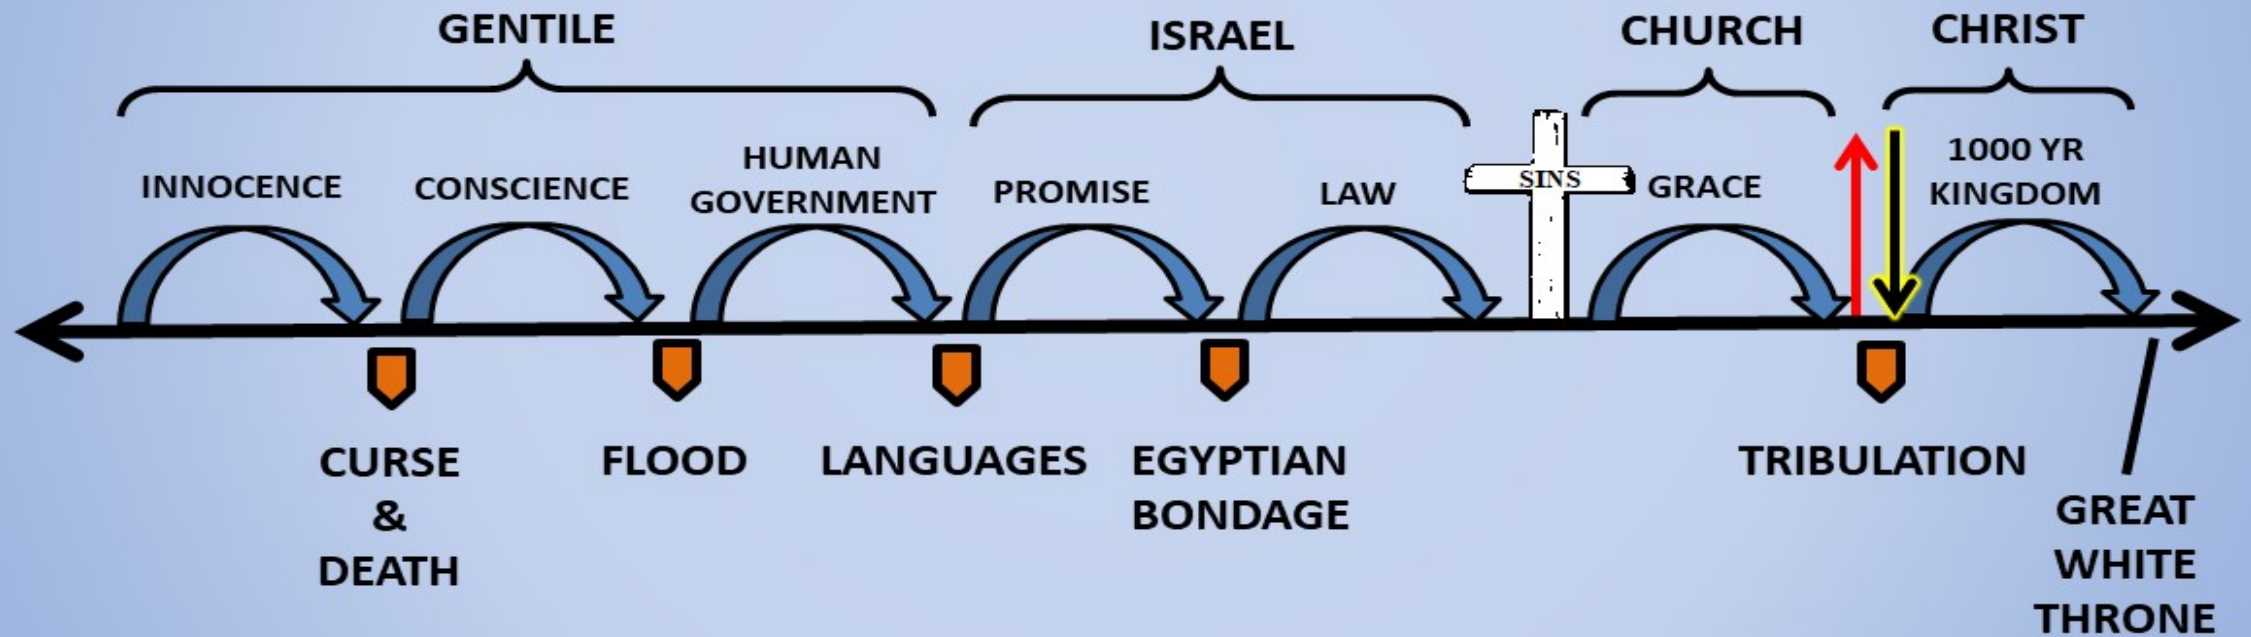 GENTILE
ISRAEL
CHURCH
CHRIST
INNOCENCE
CONSCIENCE
HUMAN
GOVERNMENT
PROMISE
LAW
SINS
GRACE
1000 YR
KINGDOM
CURSE
&
DEATH
FLOOD
LANGUAGES
EGYPTIAN
BONDAGE
TRIBULATION
GREAT
WHITE
THRONE